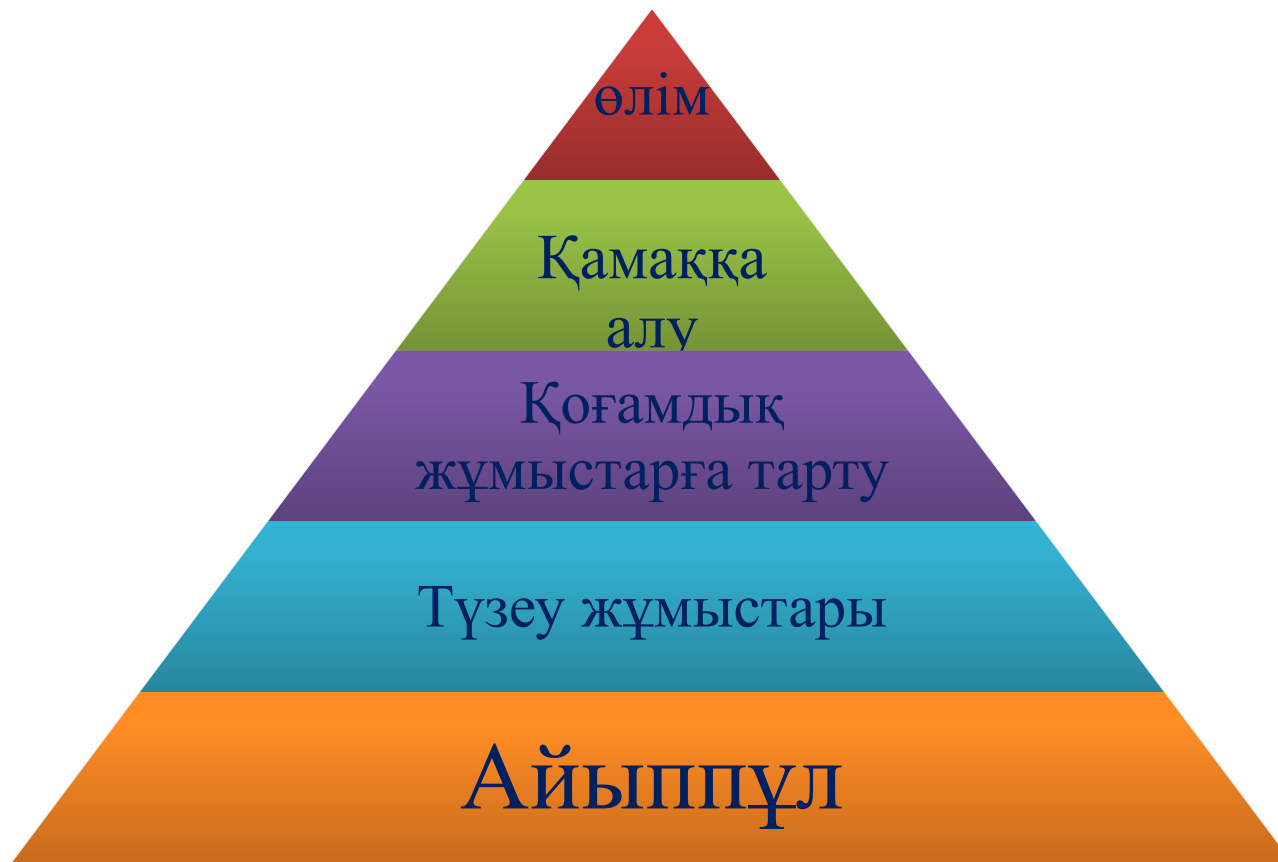 өлім
Қамаққа
алу
Қоғамдық
жұмыстарға тарту
Түзеу жұмыстары
Айыппұл